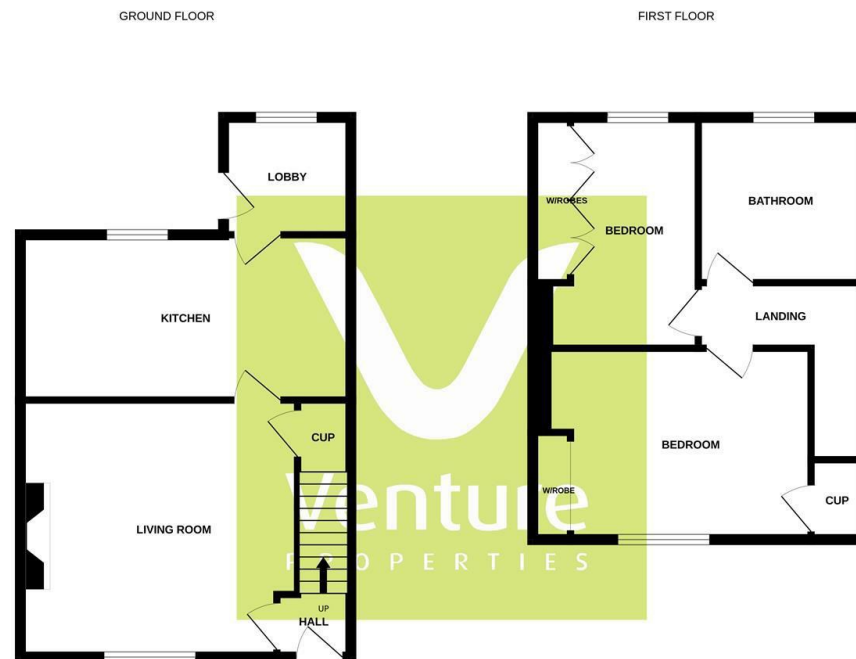 GROUND FLOOR
FIRST FLOOR
LOBBY
KITCHEN
CUP
LIVING ROOM
UP
HALL
W/ROBES
BEDROOM
BATHROOM
LANDING
BEDROOM
W/ROBE
CUP
Venture
PROPERTIES